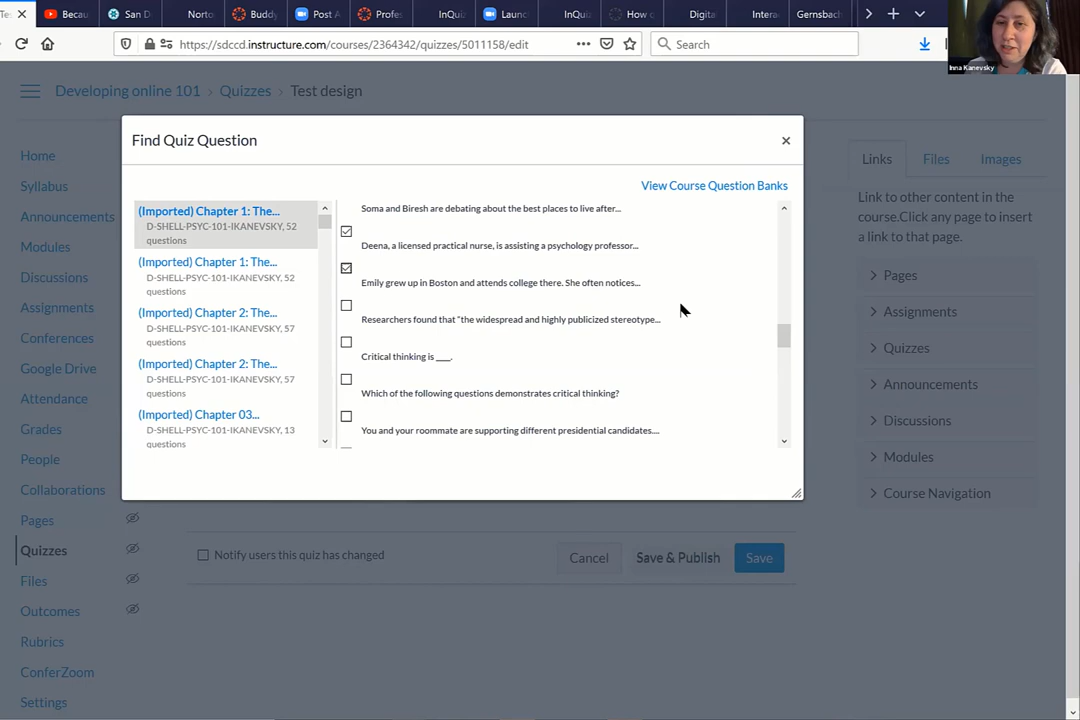 Tes
Becau
San D
Norto
Buddy
Post A
Profes
InQuiz
Launc
InQuiz
How q
Digita
Intera
Gernsbach
https://sdccd.instructure.com/courses/2364342/quizzes/5011158/edit
Search
Inna Kanevsky
Developing online 101 > Quizzes > Test design
Home
Syllabus
Announcements
Modules
Discussions
Assignments
Conferences
Google Drive
Attendance
Grades
People
Collaborations
Pages
Quizzes
Files
Outcomes
Rubrics
ConferZoom
Settings
Find Quiz Question
View Course Question Banks
(Imported) Chapter 1: The...
D-SHELL-PSYC-101-IKANEVSKY, 52
questions
(Imported) Chapter 1: The...
D-SHELL-PSYC-101-IKANEVSKY, 52
questions
(Imported) Chapter 2: The...
D-SHELL-PSYC-101-IKANEVSKY, 57
questions
(Imported) Chapter 2: The...
D-SHELL-PSYC-101-IKANEVSKY, 57
questions
(Imported) Chapter 03...
D-SHELL-PSYC-101-IKANEVSKY, 13
questions
Soma and Biresh are debating about the best places to live after...
Deena, a licensed practical nurse, is assisting a psychology professor...
Emily grew up in Boston and attends college there. She often notices...
Researchers found that "the widespread and highly publicized stereotype...
Critical thinking is ___.
Which of the following questions demonstrates critical thinking?
You and your roommate are supporting different presidential candidates....
Notify users this quiz has changed
Cancel
Save & Publish
Save
Links
Files
Images
Link to other content in the
course.Click any page to insert
a link to that page.
Pages
Assignments
Quizzes
Announcements
Discussions
Modules
Course Navigation